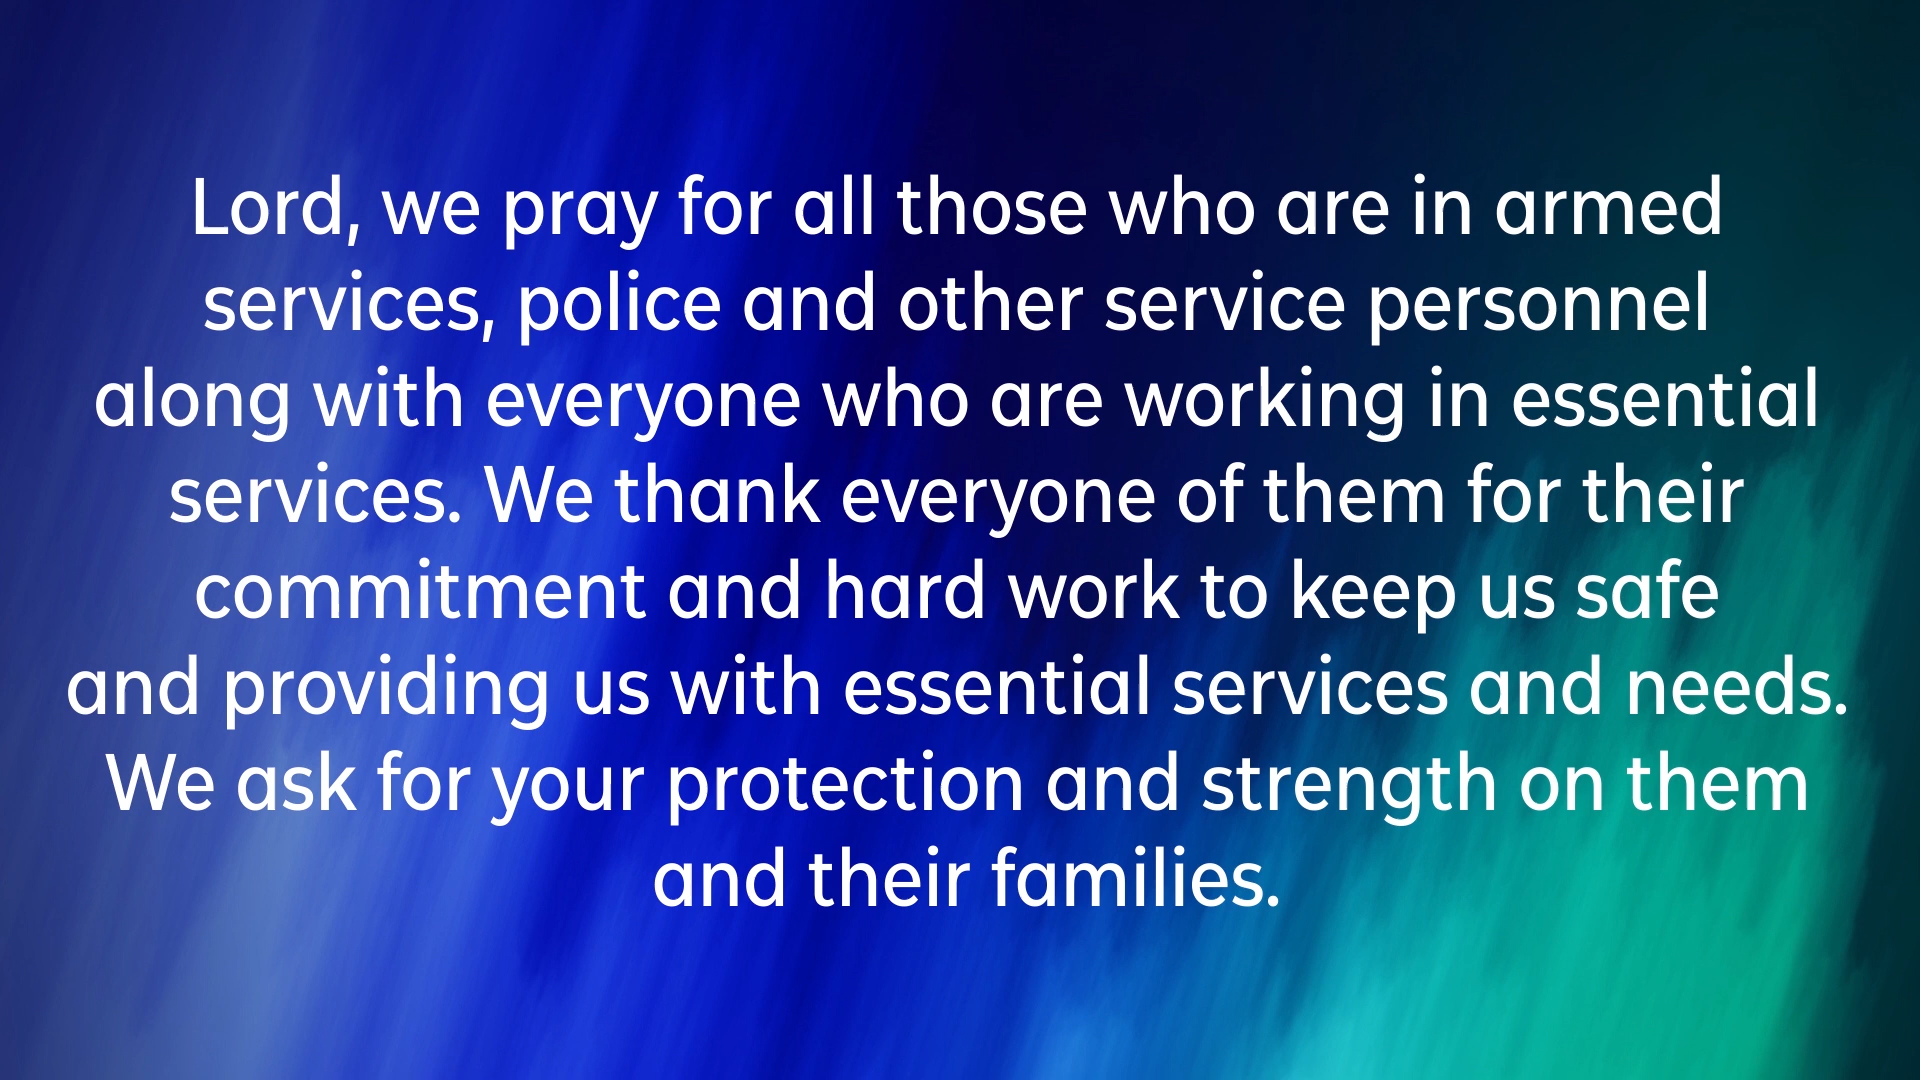 Lord, we pray for all those who are in armed
services, police and other service personnel
along with everyone who are working in essential
services. We thank everyone of them for their
commitment and hard work to keep us safe
and providing us with essential services and needs.
We ask for your protection and strength on them
and their families.